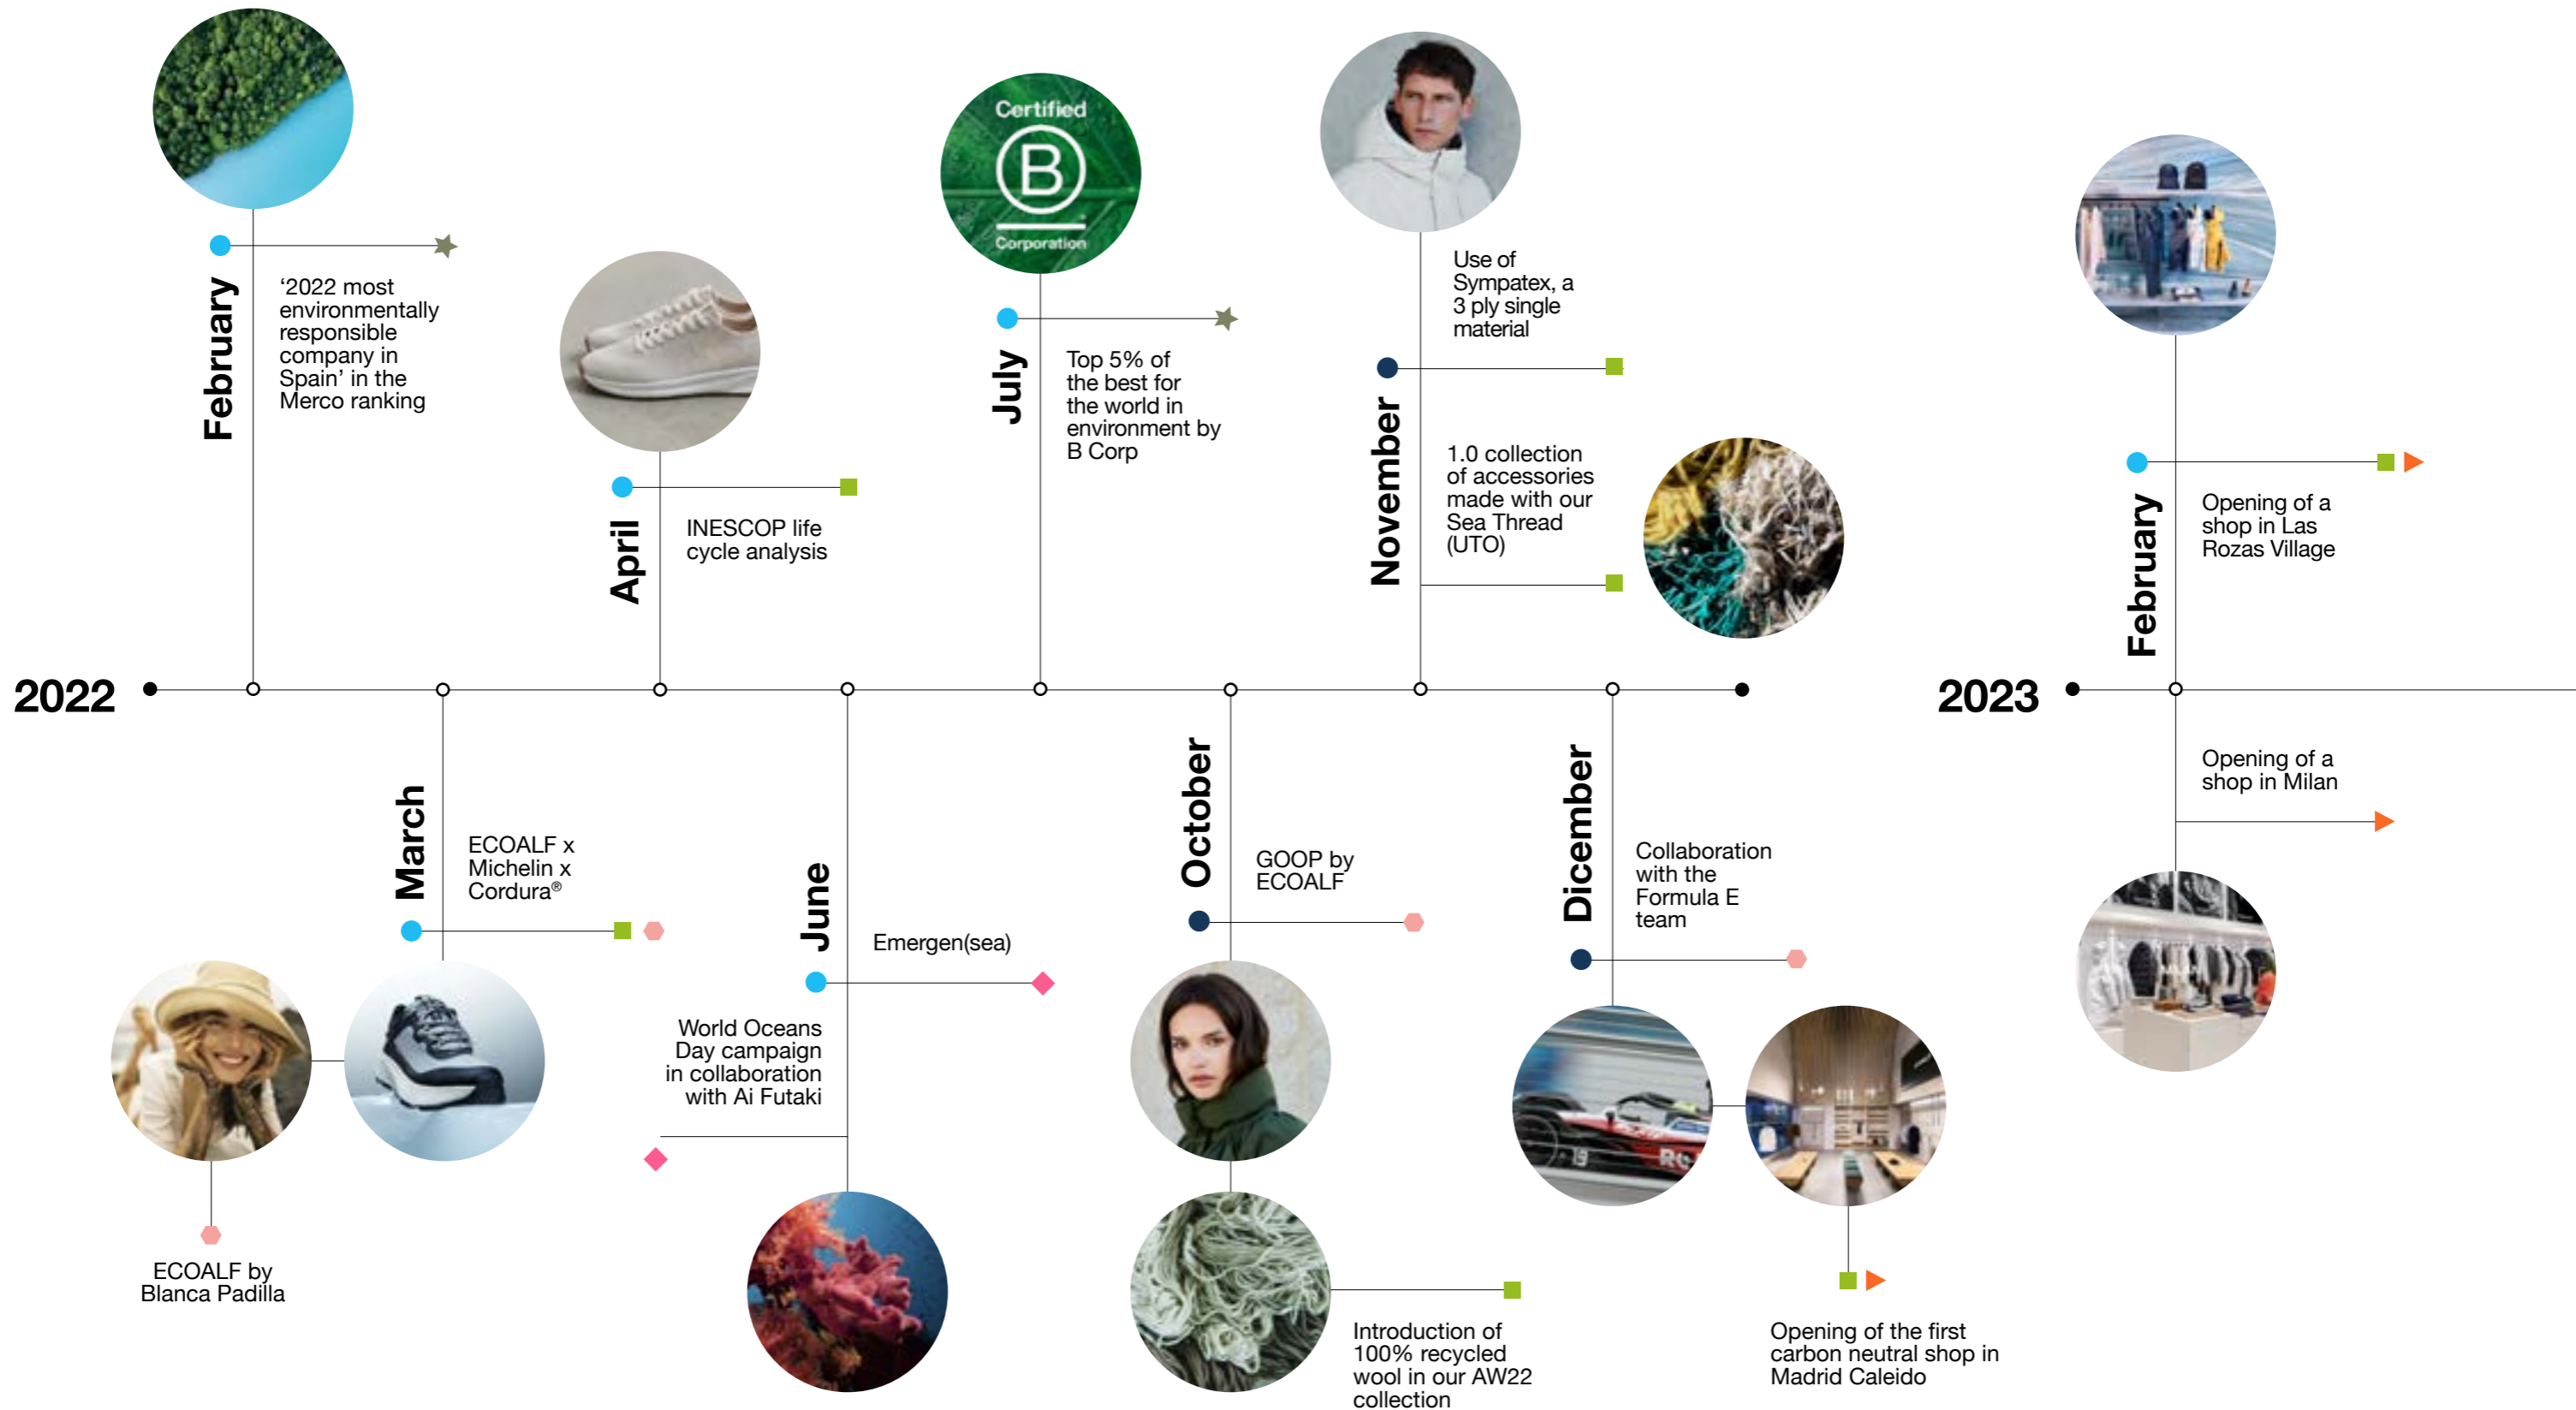 2022
February
‘2022 most
environmentally
responsible
company in
Spain’ in the
Merco ranking
March
ECOALF x
Michelin x
Cordura®
ECOALF by
Blanca Padilla
April
INESCOP life
cycle analysis
June
Emergen(sea)
World Oceans
Day campaign
in collaboration
with Ai Futaki
Certified
B
Corporation
July
Top 5% of
the best for
the world in
environment by
B Corp
October
GOOP by
ECOALF
Introduction of
100% recycled
wool in our AW22
collection
November
Use of
Sympatex, a
3 ply single
material
1.0 collection
of accessories
made with our
Sea Thread
(UTO)
Dicember
Collaboration
with the
Formula E
team
Opening of the first
carbon neutral shop in
Madrid Caleido
2023
February
Opening of a
shop in Las
Rozas Village
Opening of a
shop in Milan